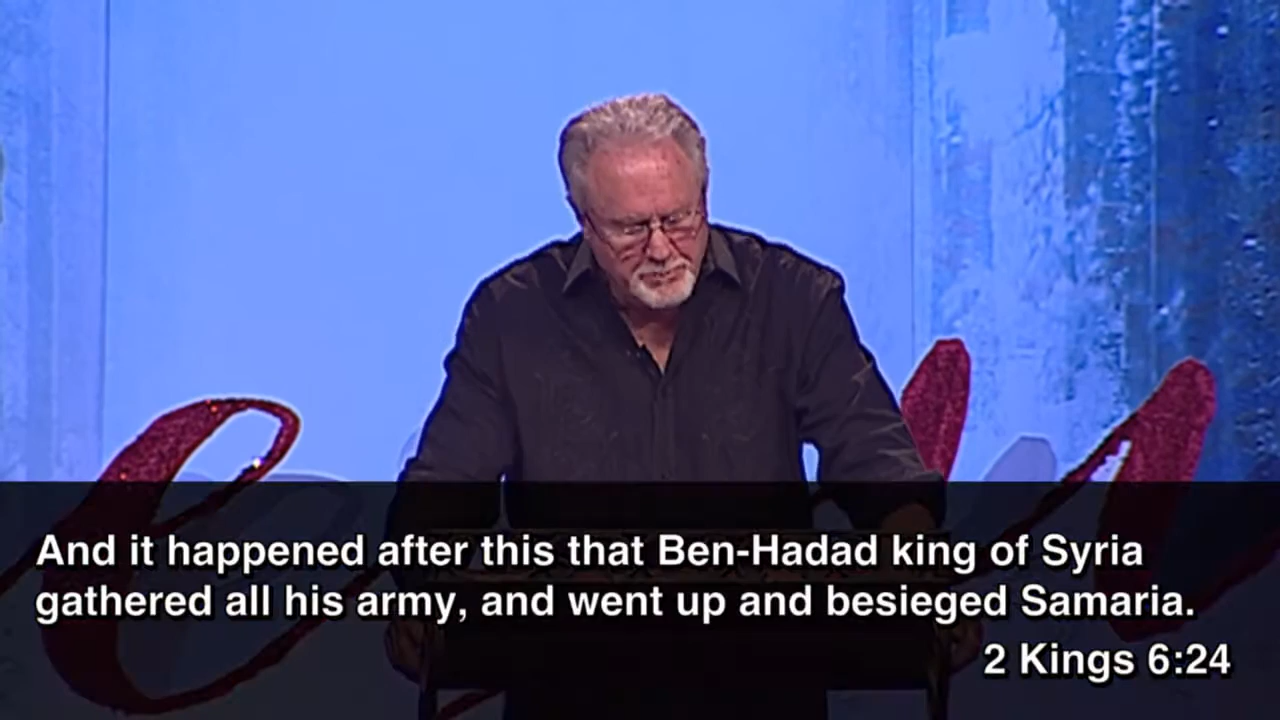 And it happened after this that Ben-Hadad king of Syria
gathered all his army, and went up and besieged Samaria.
2 Kings 6:24